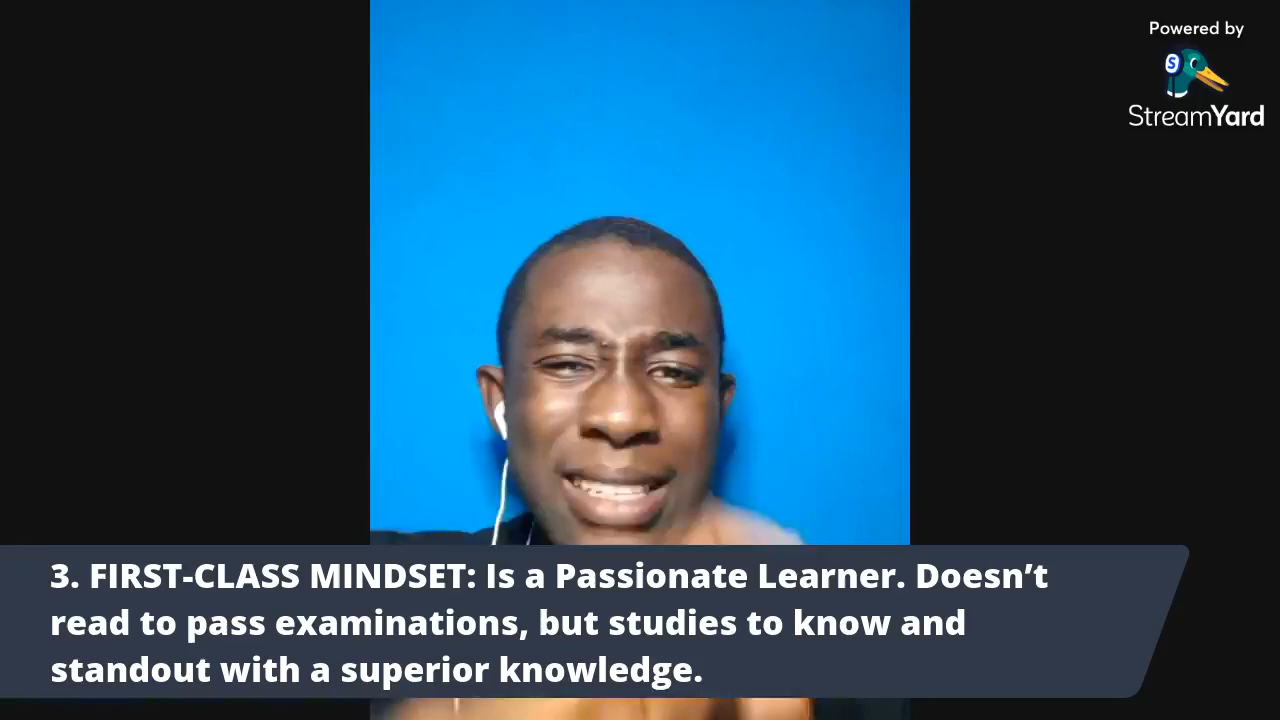 Powered by
S
StreamYard
3. FIRST-CLASS MINDSET: Is a Passionate Learner. Doesn’t
read to pass examinations, but studies to know and
standout with a superior knowledge.